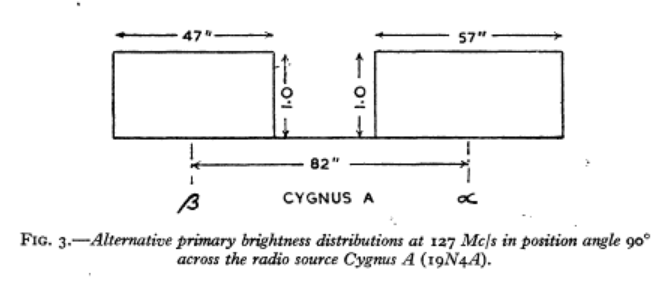 47" 57"
1.0 1.0
82"
β CYGNUS A α
FIG. 3.—Alternative primary brightness distributions at 127 Mc/s in position angle 90°
across the radio source Cygnus A (19N4A).